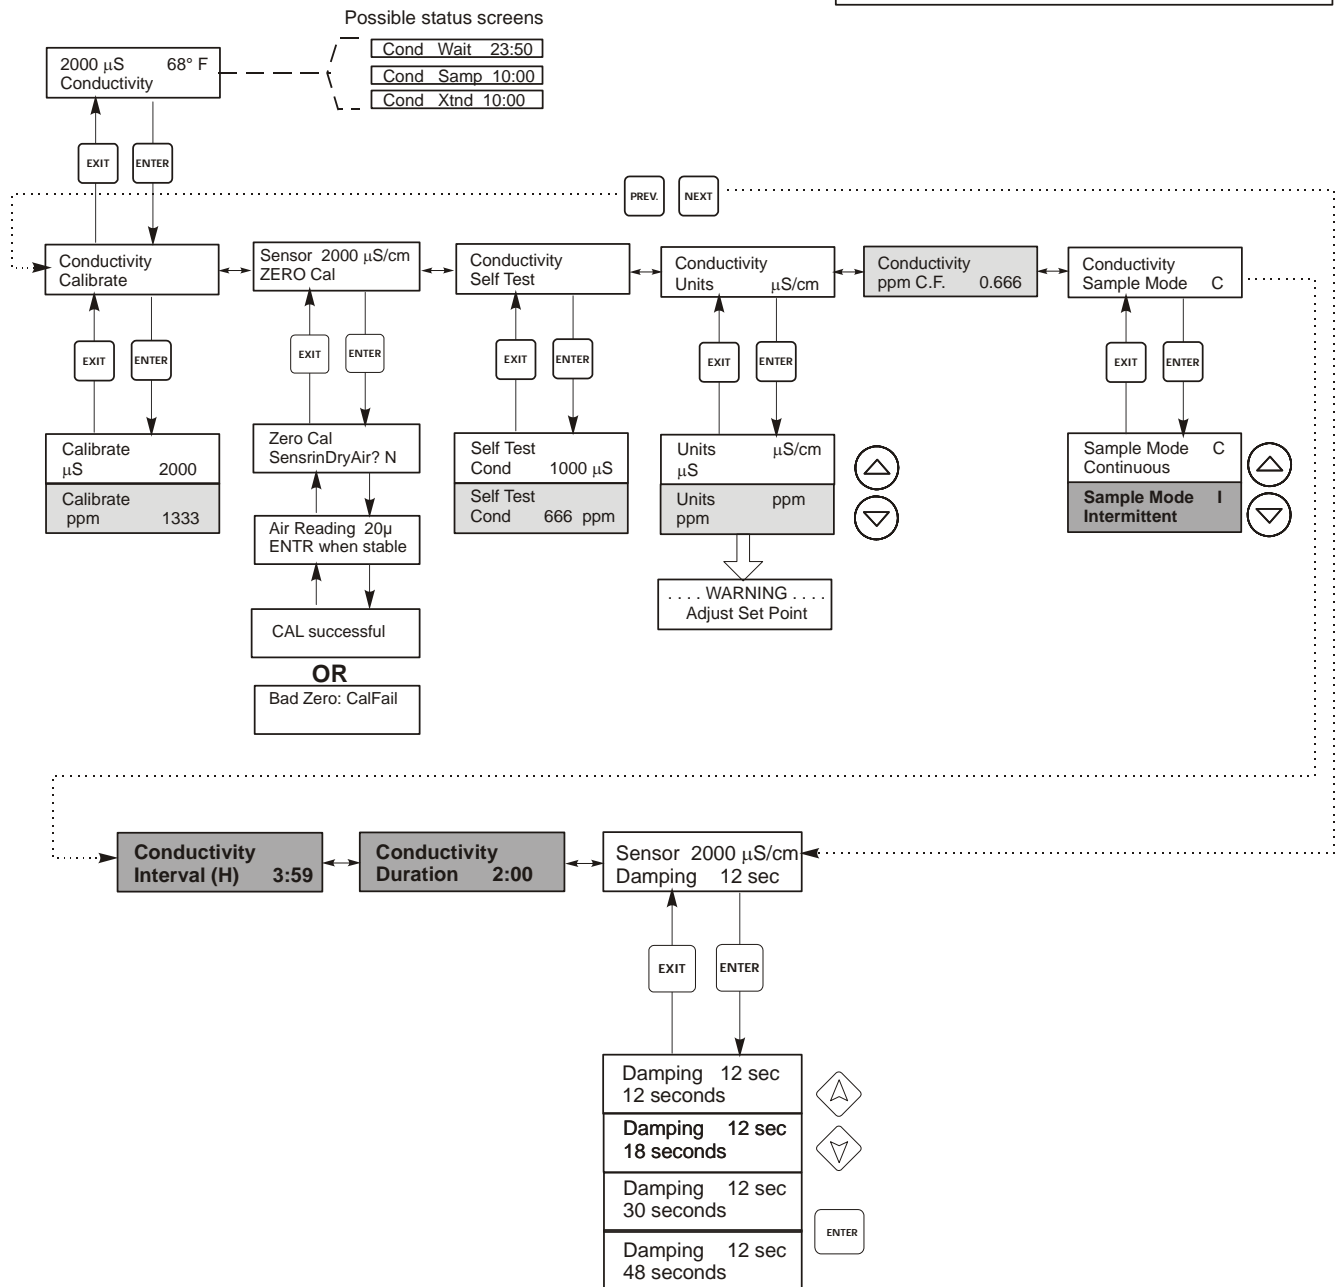 Possible status screens
2000 μS 68° F
Conductivity
Cond Wait 23:50
Cond Samp 10:00
Cond Xtnd 10:00
EXIT
ENTER
PREV.
NEXT
Conductivity
Calibrate
Sensor 2000 μS/cm
ZERO Cal
Conductivity
Self Test
Conductivity
Units μS/cm
Conductivity
ppm C.F. 0.666
Conductivity
Sample Mode C
EXIT
ENTER
EXIT
ENTER
EXIT
ENTER
EXIT
ENTER
EXIT
ENTER
Calibrate
μS 2000
Calibrate
ppm 1333
Zero Cal
SensrinDryAir? N
Air Reading 20μ
ENTR when stable
CAL successful
OR
Bad Zero: CalFail
Self Test
Cond 1000 μS
Self Test
Cond 666 ppm
Units μS/cm
μS
Units ppm
ppm
. . . . WARNING . . . .
Adjust Set Point
Sample Mode C
Continuous
Sample Mode I
Intermittent
Conductivity
Interval (H) 3:59
Conductivity
Duration 2:00
Sensor 2000 μS/cm
Damping 12 sec
EXIT
ENTER
Damping 12 sec
12 seconds
Damping 12 sec
18 seconds
Damping 12 sec
30 seconds
ENTER
Damping 12 sec
48 seconds